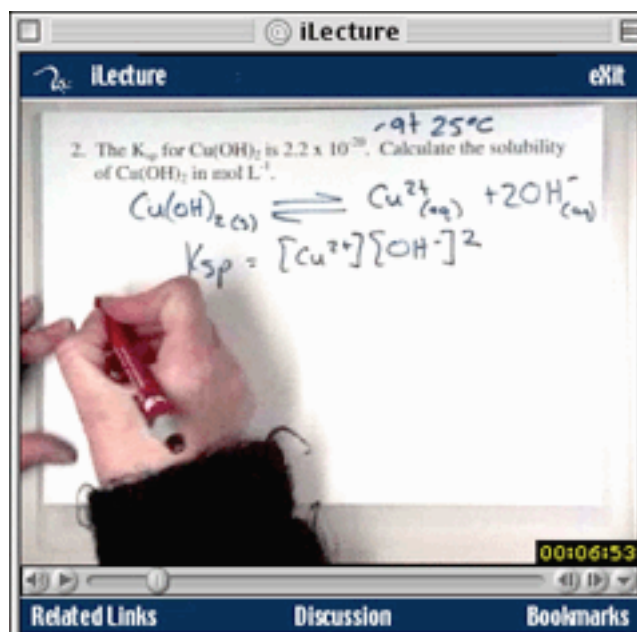 iLecture
iLecture eXit
- at 25°C
2. The Ksp for Cu(OH)₂ is 2.2 x 10⁻²⁰. Calculate the solubility
of Cu(OH)₂ in mol L⁻¹.
Cu(OH)₂(s) ⇌ Cu²⁺(aq) + 2OH⁻(aq)
Ksp = [Cu²⁺][OH⁻]²
00:06:53
Related Links Discussion Bookmarks